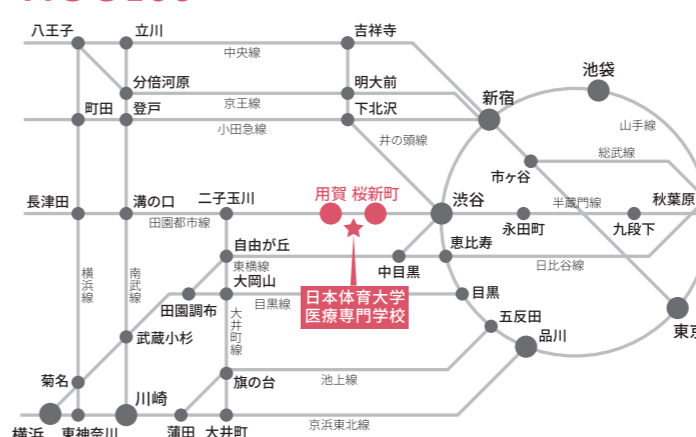 八王子
立川
吉祥寺
中央線
池袋
分倍河原
明大前
新宿
京王線
町田
登戸
下北沢
山手線
小田急線
井の頭線
総武線
市ヶ谷
長津田
溝の口
二子玉川
用賀 桜新町
渋谷
半蔵門線
秋葉原
田園都市線
永田町
九段下
自由が丘
恵比寿
東横線
中目黒
日比谷線
横浜線
南武線
大岡山
目黒線
日本体育大学
医療専門学校
目黒
田園調布
大井町線
五反田
武蔵小杉
品川
東京
菊名
旗の台
池上線
川崎
横浜
東神奈川
蒲田
大井町
京浜東北線